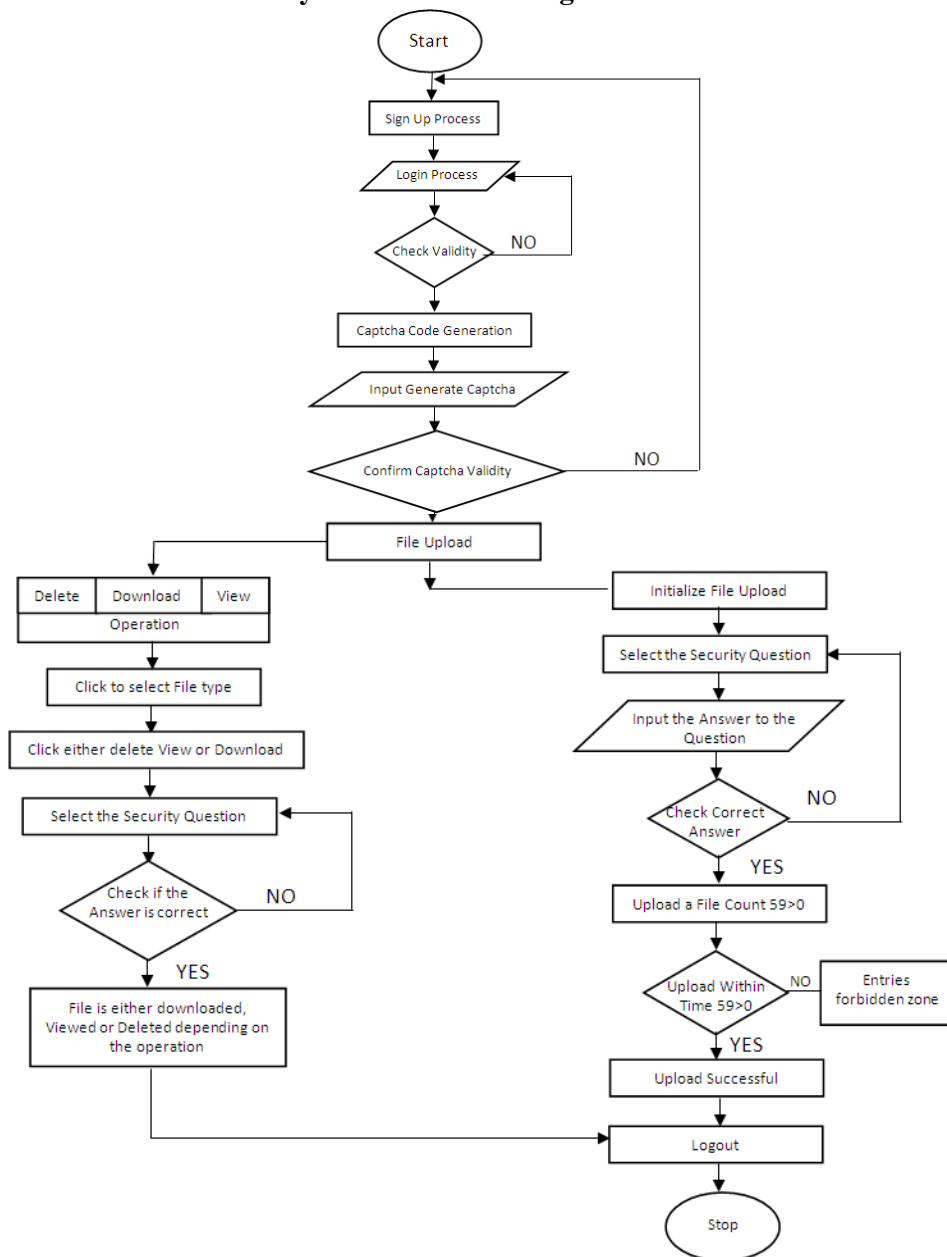 Start
Sign Up Process
Login Process
Check Validity
NO
Captcha Code Generation
Input Generate Captcha
Confirm Captcha Validity
NO
File Upload
Delete
Download
View
Operation
Click to select File type
Click either delete View or Download
Select the Security Question
Check if the
Answer is correct
NO
YES
File is either downloaded,
Viewed or Deleted depending on
the operation
Initialize File Upload
Select the Security Question
Input the Answer to the
Question
Check Correct
Answer
NO
YES
Upload a File Count 59>0
Upload Within
Time 59>0
NO
Entries
forbidden zone
YES
Upload Successful
Logout
Stop